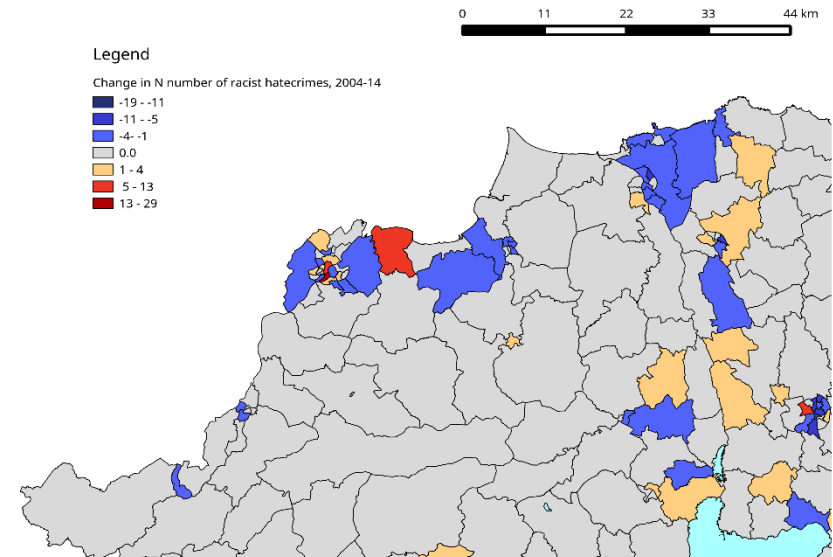 0 11 22 33 44 km
Legend
Change in N number of racist hatecrimes, 2004-14
-19 - -11
-11 - -5
-4- -1
0.0
1 - 4
5 - 13
13 - 29